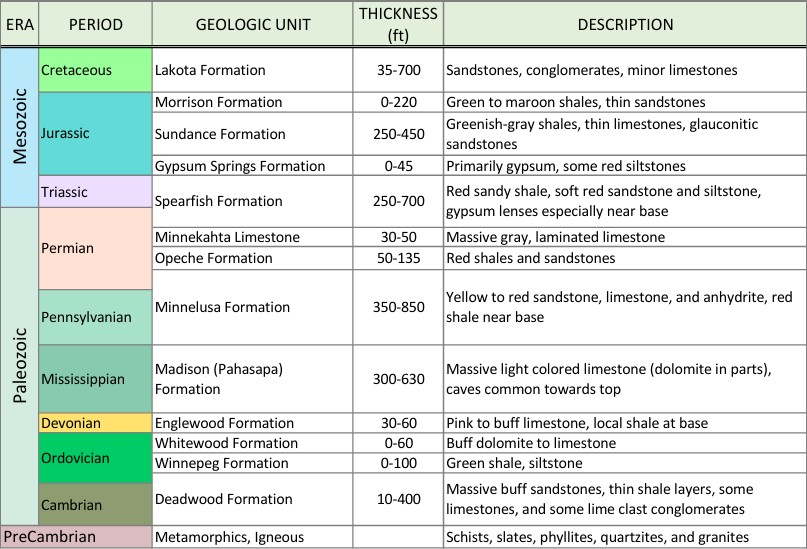 ERA PERIOD GEOLOGIC UNIT THICKNESS (ft) DESCRIPTION
Mesozoic
Cretaceous Lakota Formation 35-700 Sandstones, conglomerates, minor limestones
Jurassic
Morrison Formation 0-220 Green to maroon shales, thin sandstones
Sundance Formation 250-450 Greenish-gray shales, thin limestones, glauconitic
sandstones
Gypsum Springs Formation 0-45 Primarily gypsum, some red siltstones
Triassic
Spearfish Formation 250-700 Red sandy shale, soft red sandstone and siltstone,
gypsum lenses especially near base
Paleozoic
Permian
Minnekahta Limestone 30-50 Massive gray, laminated limestone
Opeche Formation 50-135 Red shales and sandstones
Minnelusa Formation 350-850 Yellow to red sandstone, limestone, and anhydrite, red
shale near base
Pennsylvanian
Mississippian
Madison (Pahasapa)
Formation 300-630 Massive light colored limestone (dolomite in parts),
caves common towards top
Devonian Englewood Formation 30-60 Pink to buff limestone, local shale at base
Ordovician
Whitewood Formation 0-60 Buff dolomite to limestone
Winnepeg Formation 0-100 Green shale, siltstone
Cambrian
Deadwood Formation 10-400 Massive buff sandstones, thin shale layers, some
limestones, and some lime clast conglomerates
PreCambrian Metamorphics, Igneous Schists, slates, phyllites, quartzites, and granites